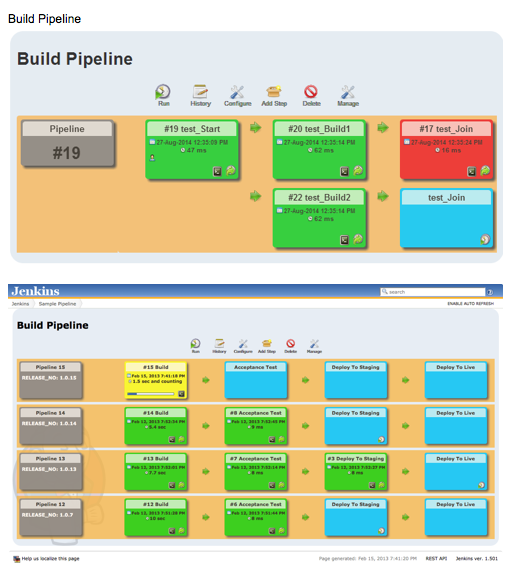 Build Pipeline
Build Pipeline
Run History Configure Add Step Delete Manage
Pipeline
#19
#19 test_Start
27-Aug-2014 12:35:09 PM
47 ms
#20 test_Build1
27-Aug-2014 12:35:14 PM
62 ms
#17 test_Join
27-Aug-2014 12:35:24 PM
16 ms
#22 test_Build2
27-Aug-2014 12:35:14 PM
62 ms
test_Join
Jenkins
search
Jenkins Sample Pipeline
ENABLE AUTO REFRESH
Build Pipeline
Run History Configure Add Step Delete Manage
Pipeline 15
RELEASE_NO: 1.0.15
#15 Build
Feb 15, 2013 7:41:18 PM
1.0 sec and counting
Acceptance Test
Deploy To Staging
Deploy To Live
Pipeline 14
RELEASE_NO: 1.0.14
#14 Build
#8 Acceptance Test
Deploy To Staging
Deploy To Live
Pipeline 13
RELEASE_NO: 1.0.13
#13 Build
#7 Acceptance Test
#3 Deploy To Staging
Deploy To Live
Pipeline 12
RELEASE_NO: 1.0.7
#12 Build
#6 Acceptance Test
Deploy To Staging
Deploy To Live
Help us localize this page
Page generated: Feb 15, 2013 7:41:20 PM REST API Jenkins ver. 1.501